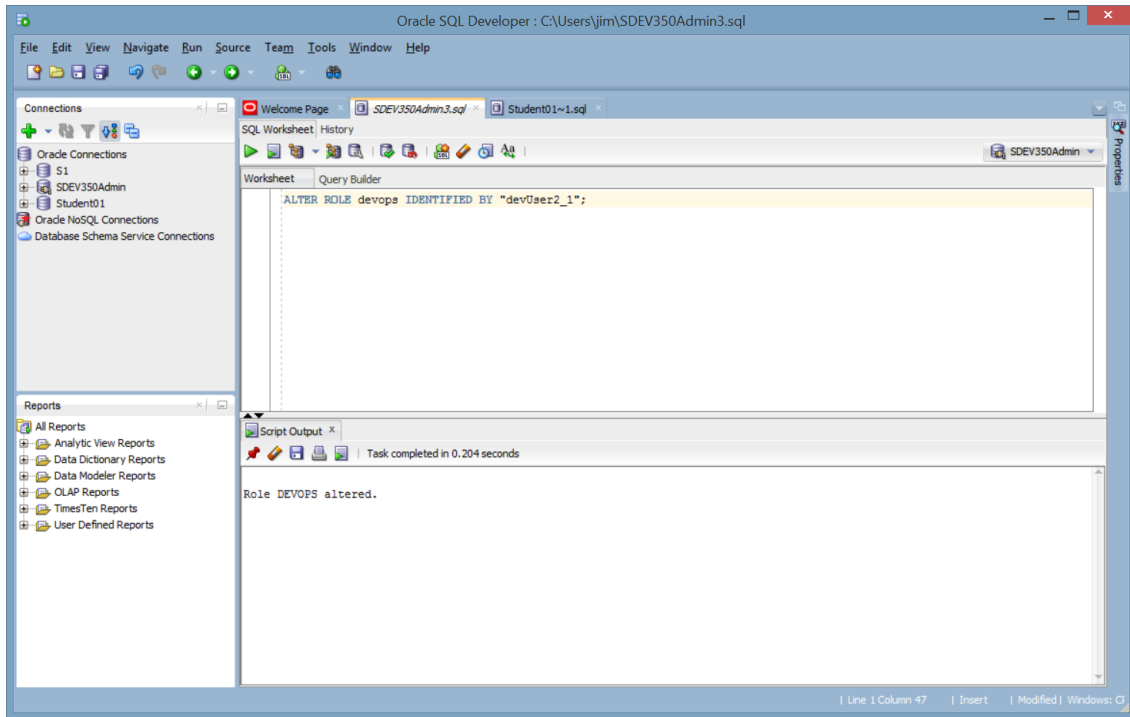 Oracle SQL Developer : C:\Users\jim\SDEV350Admin3.sql
File Edit View Navigate Run Source Team Tools Window Help
Connections
Oracle Connections
S1
SDEV350Admin
Student01
Oracle NoSQL Connections
Database Schema Service Connections
Reports
All Reports
Analytic View Reports
Data Dictionary Reports
Data Modeler Reports
OLAP Reports
TimesTen Reports
User Defined Reports
Welcome Page SDEV350Admin3.sql Student01~1.sql
SQL Worksheet History
SDEV350Admin
Worksheet Query Builder
ALTER ROLE devops IDENTIFIED BY "devUser2_1";
Script Output
Task completed in 0.204 seconds
Role DEVOPS altered.
Properties
| Line 1 Column 47 | Insert | Modified | Windows: